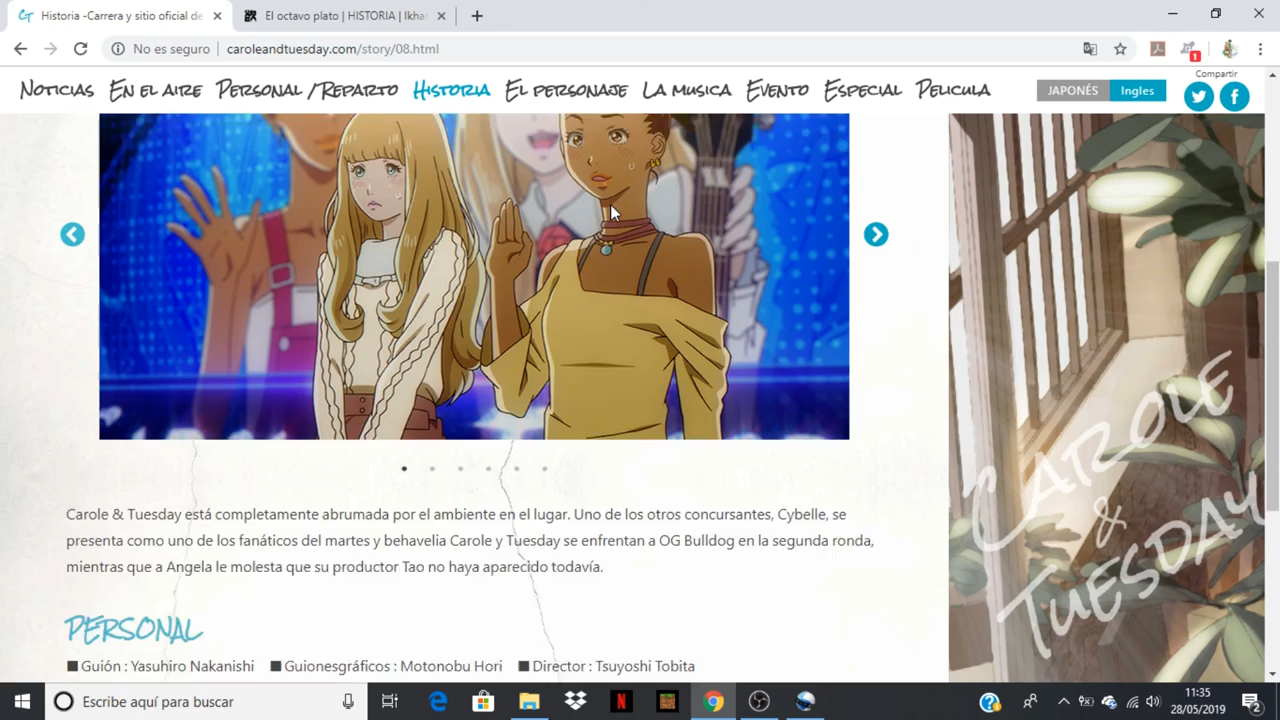 Historia -Carrera y sitio oficial de
El octavo plato | HISTORIA | Ikha
No es seguro
caroleandtuesday.com/story/08.html
1
Noticias En el aire Personal /Reparto Historia El personaje La musica Evento Especial Pelicula
JAPONÉS Ingles
Compartir
Carole & Tuesday está completamente abrumada por el ambiente en el lugar. Uno de los otros concursantes, Cybelle, se
presenta como uno de los fanáticos del martes y behavelia Carole y Tuesday se enfrentan a OG Bulldog en la segunda ronda,
mientras que a Angela le molesta que su productor Tao no haya aparecido todavía.
Personal
■ Guión : Yasuhiro Nakanishi ■ Guionesgráficos : Motonobu Hori ■ Director : Tsuyoshi Tobita
Carole
&
Tuesday
Escribe aquí para buscar
11:35
28/05/2019
2